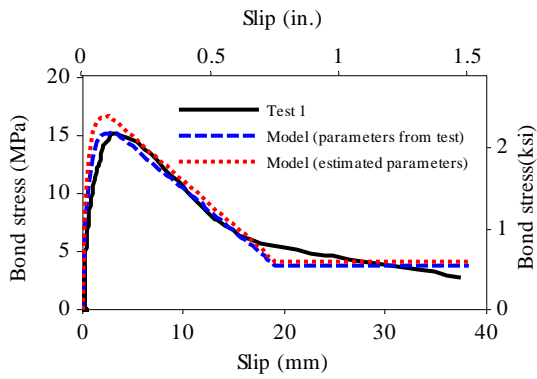 Slip (in.)
0 0.5 1 1.5
20
15
10
5
0
Bond stress (MPa)
Test 1
Model (parameters from test)
Model (estimated parameters)
2
1
0
Bond stress(ksi)
0 10 20 30 40
Slip (mm)